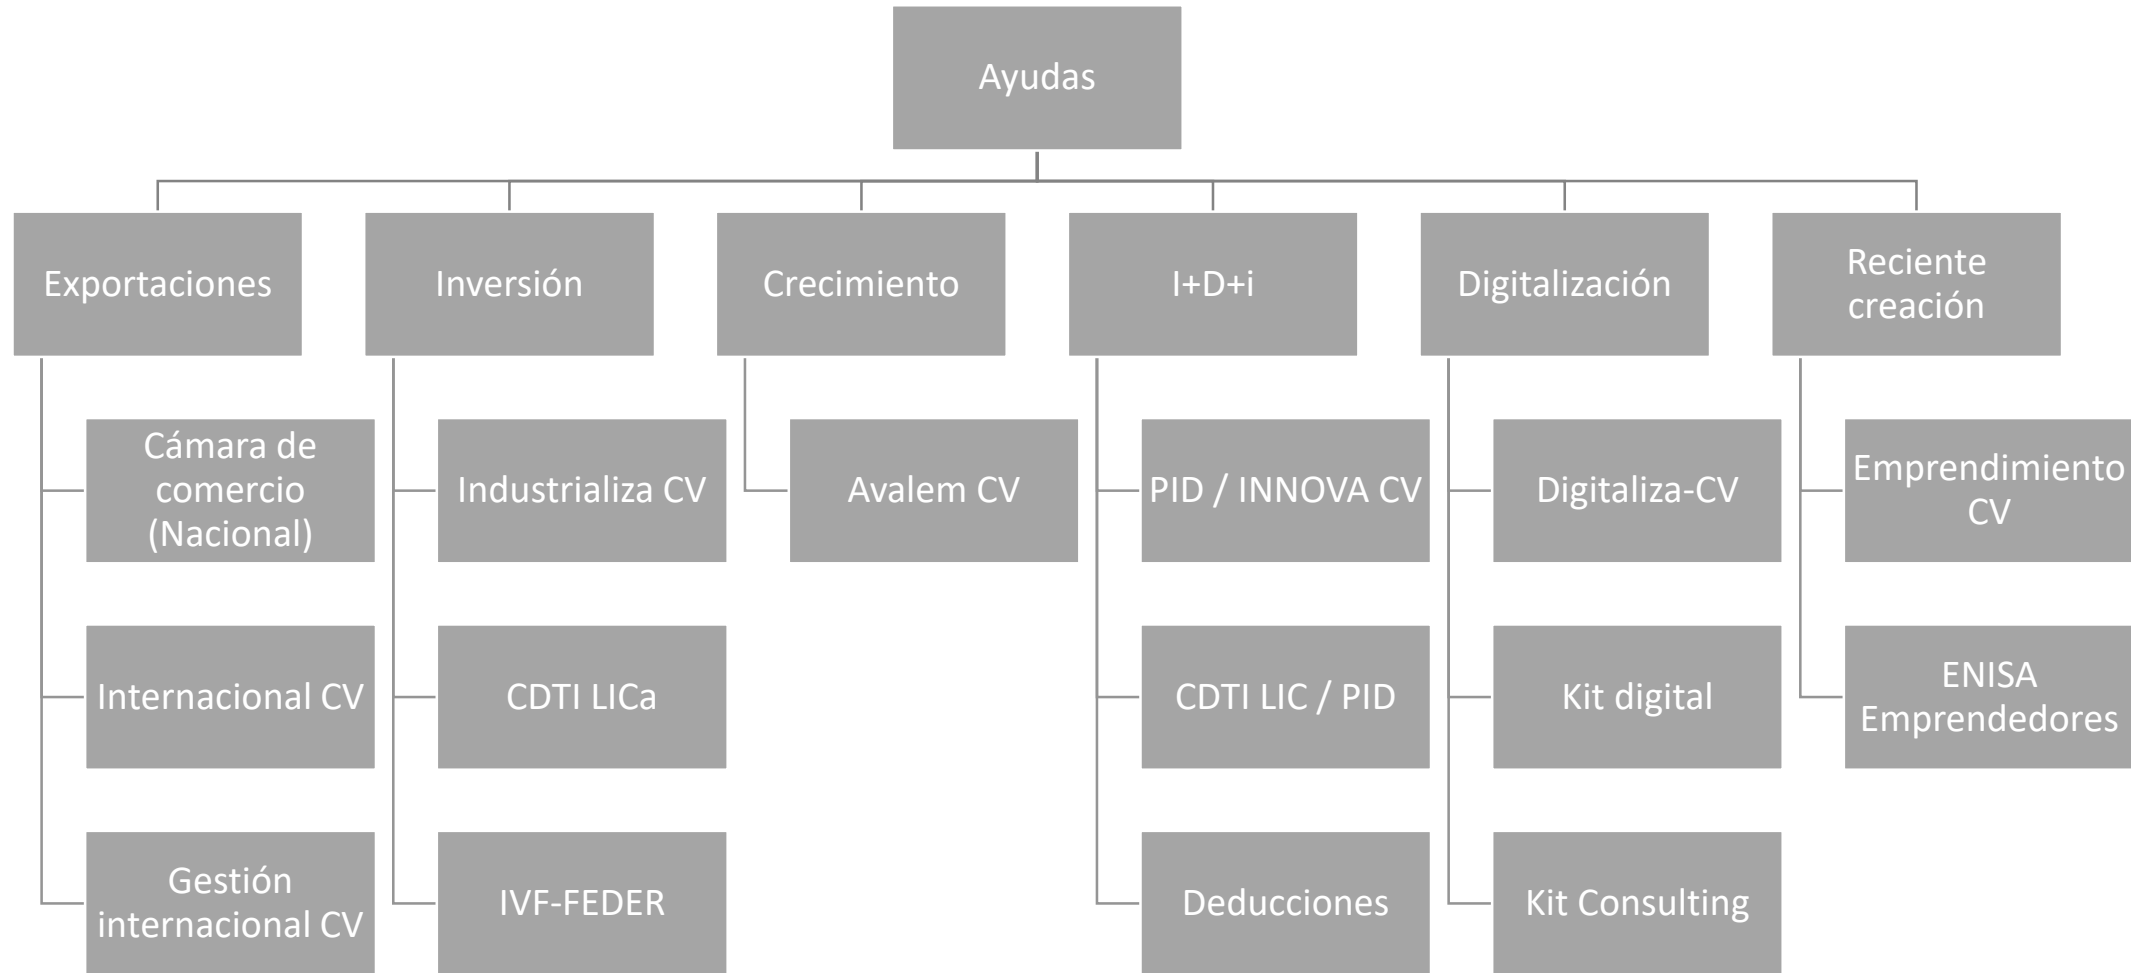 Ayudas
Exportaciones
Inversión
Crecimiento
I+D+i
Digitalización
Reciente
creación
Cámara de
comercio
(Nacional)
Industrializa CV
Avalem CV
PID / INNOVA CV
Digitaliza-CV
Emprendimiento
CV
Internacional CV
CDTI LICa
CDTI LIC / PID
Kit digital
ENISA
Emprendedores
Gestión
internacional CV
IVF-FEDER
Deducciones
Kit Consulting